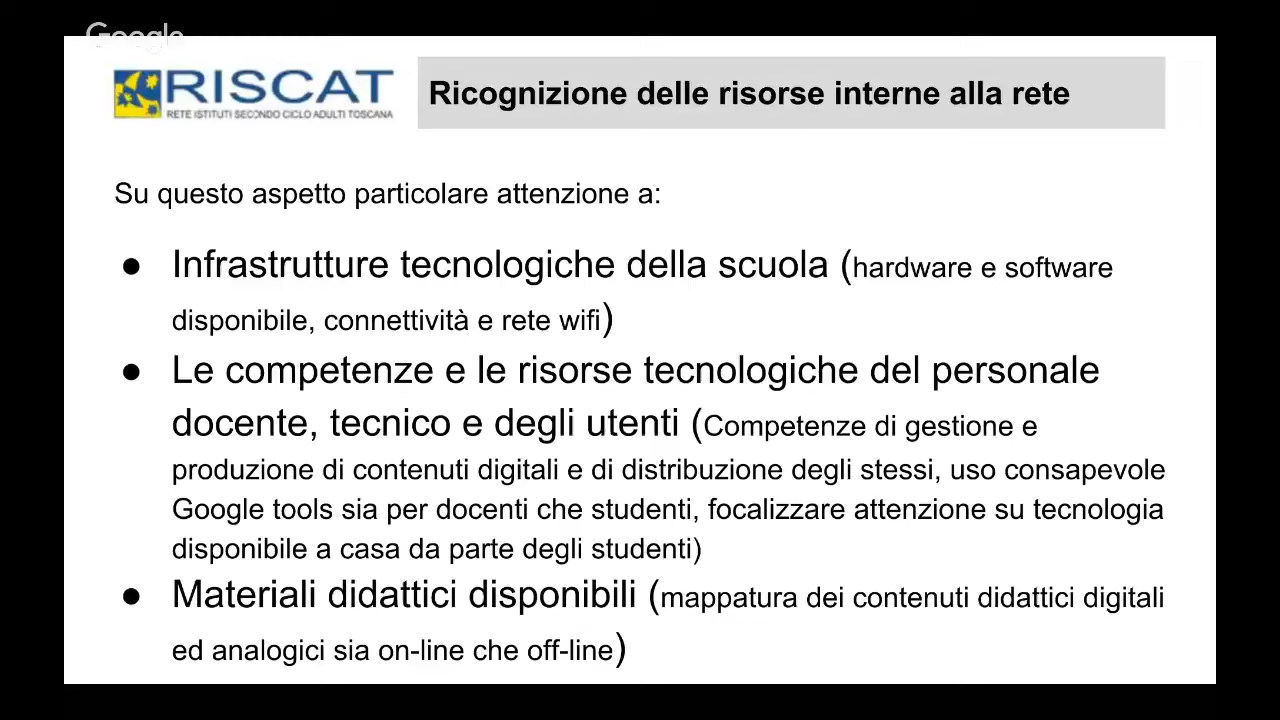 Google
RISCAT
RETE ISTITUTI SECONDO CICLO ADULTI TOSCANA
Ricognizione delle risorse interne alla rete
Su questo aspetto particolare attenzione a:
● Infrastrutture tecnologiche della scuola (hardware e software
disponibile, connettività e rete wifi)
● Le competenze e le risorse tecnologiche del personale
docente, tecnico e degli utenti (Competenze di gestione e
produzione di contenuti digitali e di distribuzione degli stessi, uso consapevole
Google tools sia per docenti che studenti, focalizzare attenzione su tecnologia
disponibile a casa da parte degli studenti)
● Materiali didattici disponibili (mappatura dei contenuti didattici digitali
ed analogici sia on-line che off-line)